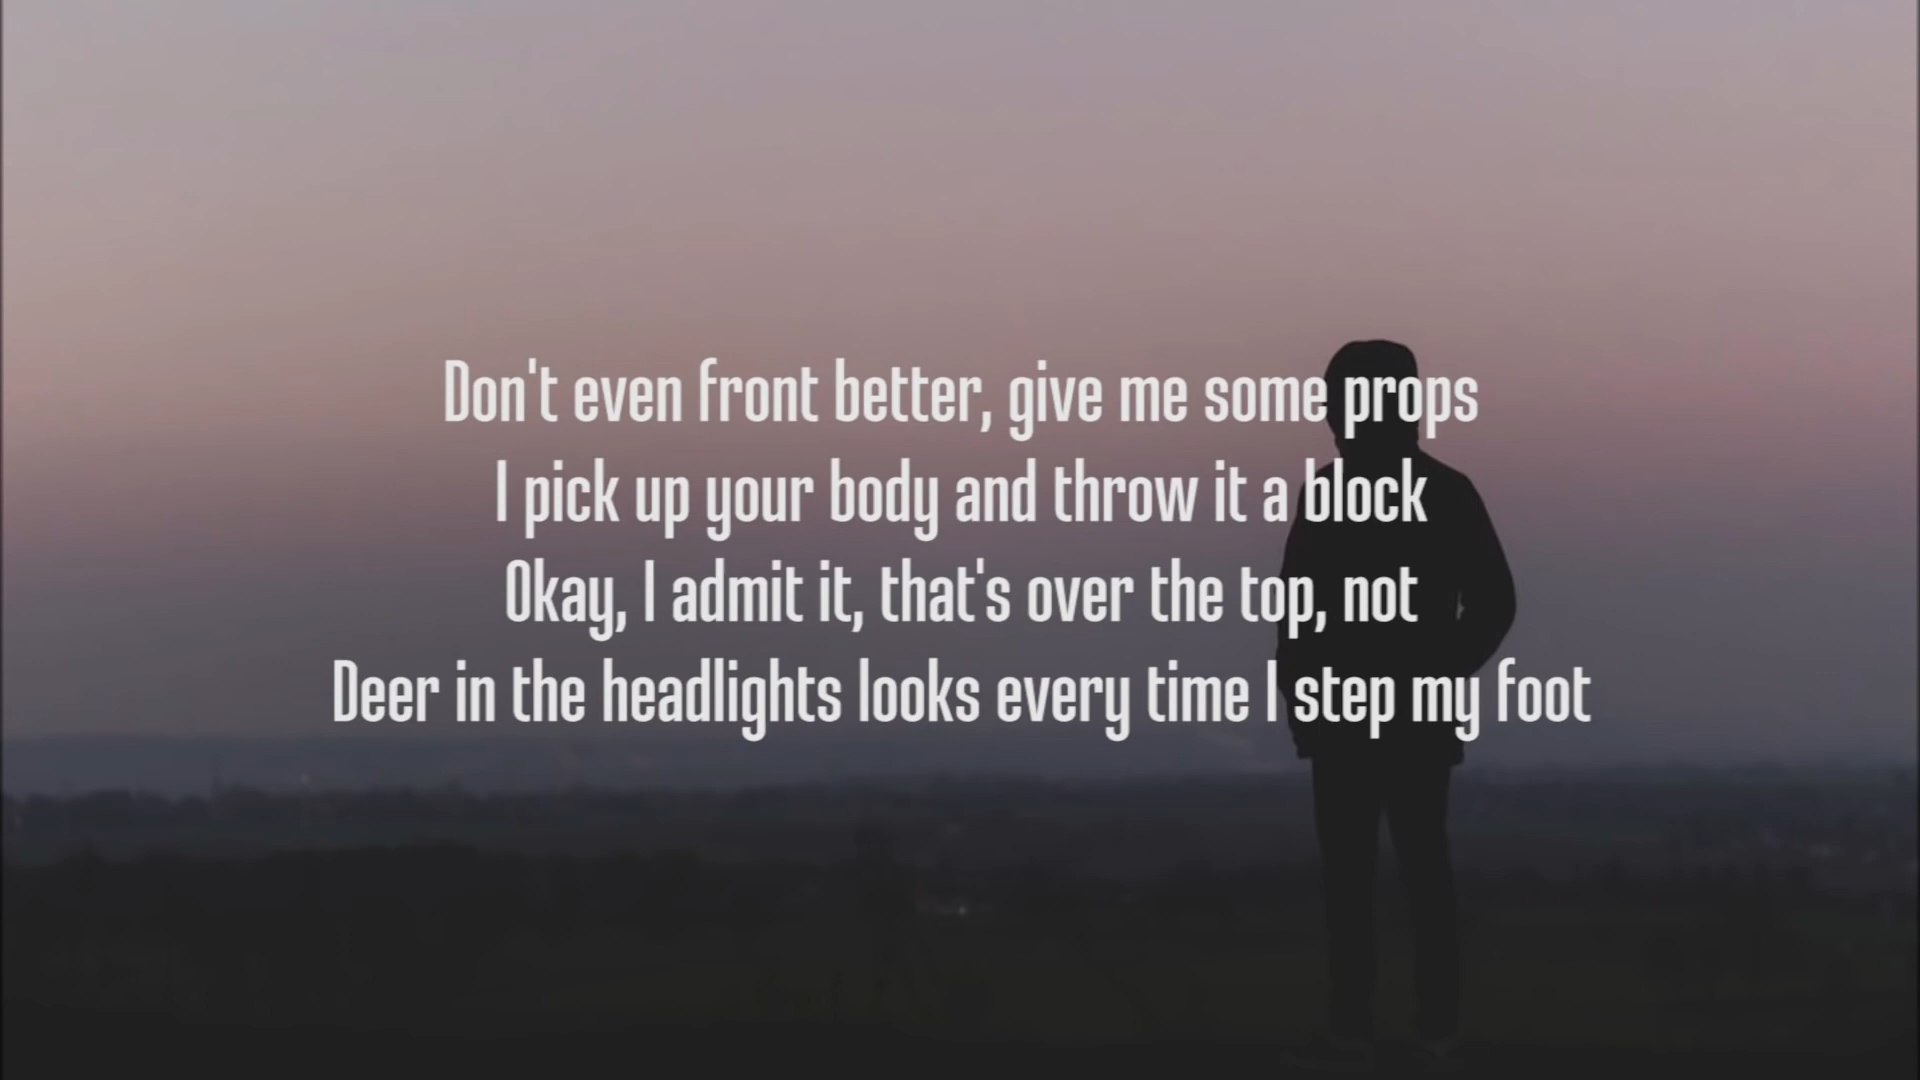 Don't even front better, give me some props
I pick up your body and throw it a block
Okay, I admit it, that's over the top, not
Deer in the headlights looks every time I step my foot